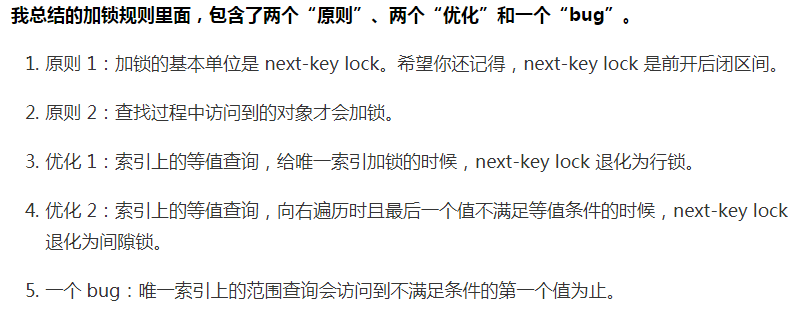 我总结的加锁规则里面，包含了两个“原则”、两个“优化”和一个“bug”。
1. 原则 1：加锁的基本单位是 next-key lock。希望你还记得，next-key lock 是前开后闭区间。
2. 原则 2：查找过程中访问到的对象才会加锁。
3. 优化 1：索引上的等值查询，给唯一索引加锁的时候，next-key lock 退化为行锁。
4. 优化 2：索引上的等值查询，向右遍历时且最后一个值不满足等值条件的时候，next-key lock
退化为间隙锁。
5. 一个 bug：唯一索引上的范围查询会访问到不满足条件的第一个值为止。